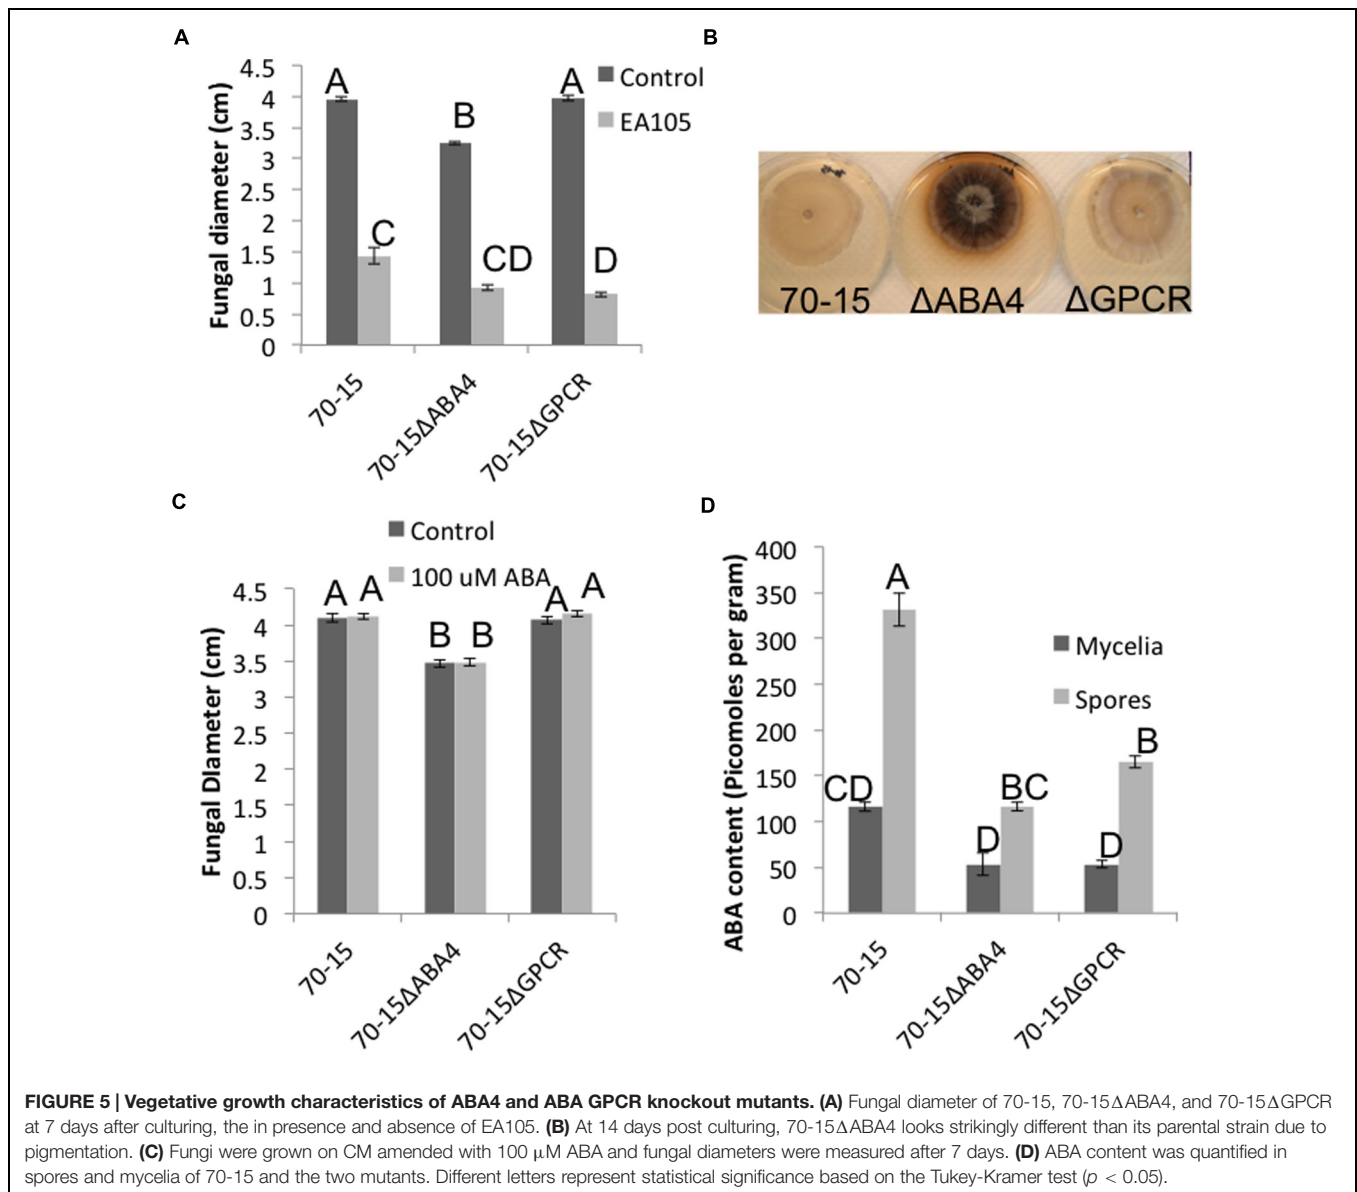 A
Fungal diameter (cm)
4.5
4
3.5
3
2.5
2
1.5
1
0.5
0
A
B
A
C
CD
D
Control
EA105
70-15
70-15ΔABA4
70-15ΔGPCR
B
70-15
ΔABA4
ΔGPCR
C
Control
100 uM ABA
Fungal DIameter (cm)
4.5
4
3.5
3
2.5
2
1.5
1
0.5
0
A A
B B
A A
70-15
70-15ΔABA4
70-15ΔGPCR
D
ABA content (Picomoles per gram)
400
350
300
250
200
150
100
50
0
CD
A
D
BC
D
B
Mycelia
Spores
70-15
70-15ΔABA4
70-15ΔGPCR
FIGURE 5 | Vegetative growth characteristics of ABA4 and ABA GPCR knockout mutants. (A) Fungal diameter of 70-15, 70-15ΔABA4, and 70-15ΔGPCR
at 7 days after culturing, the in presence and absence of EA105. (B) At 14 days post culturing, 70-15ΔABA4 looks strikingly different than its parental strain due to
pigmentation. (C) Fungi were grown on CM amended with 100 μM ABA and fungal diameters were measured after 7 days. (D) ABA content was quantified in
spores and mycelia of 70-15 and the two mutants. Different letters represent statistical significance based on the Tukey-Kramer test (p < 0.05).